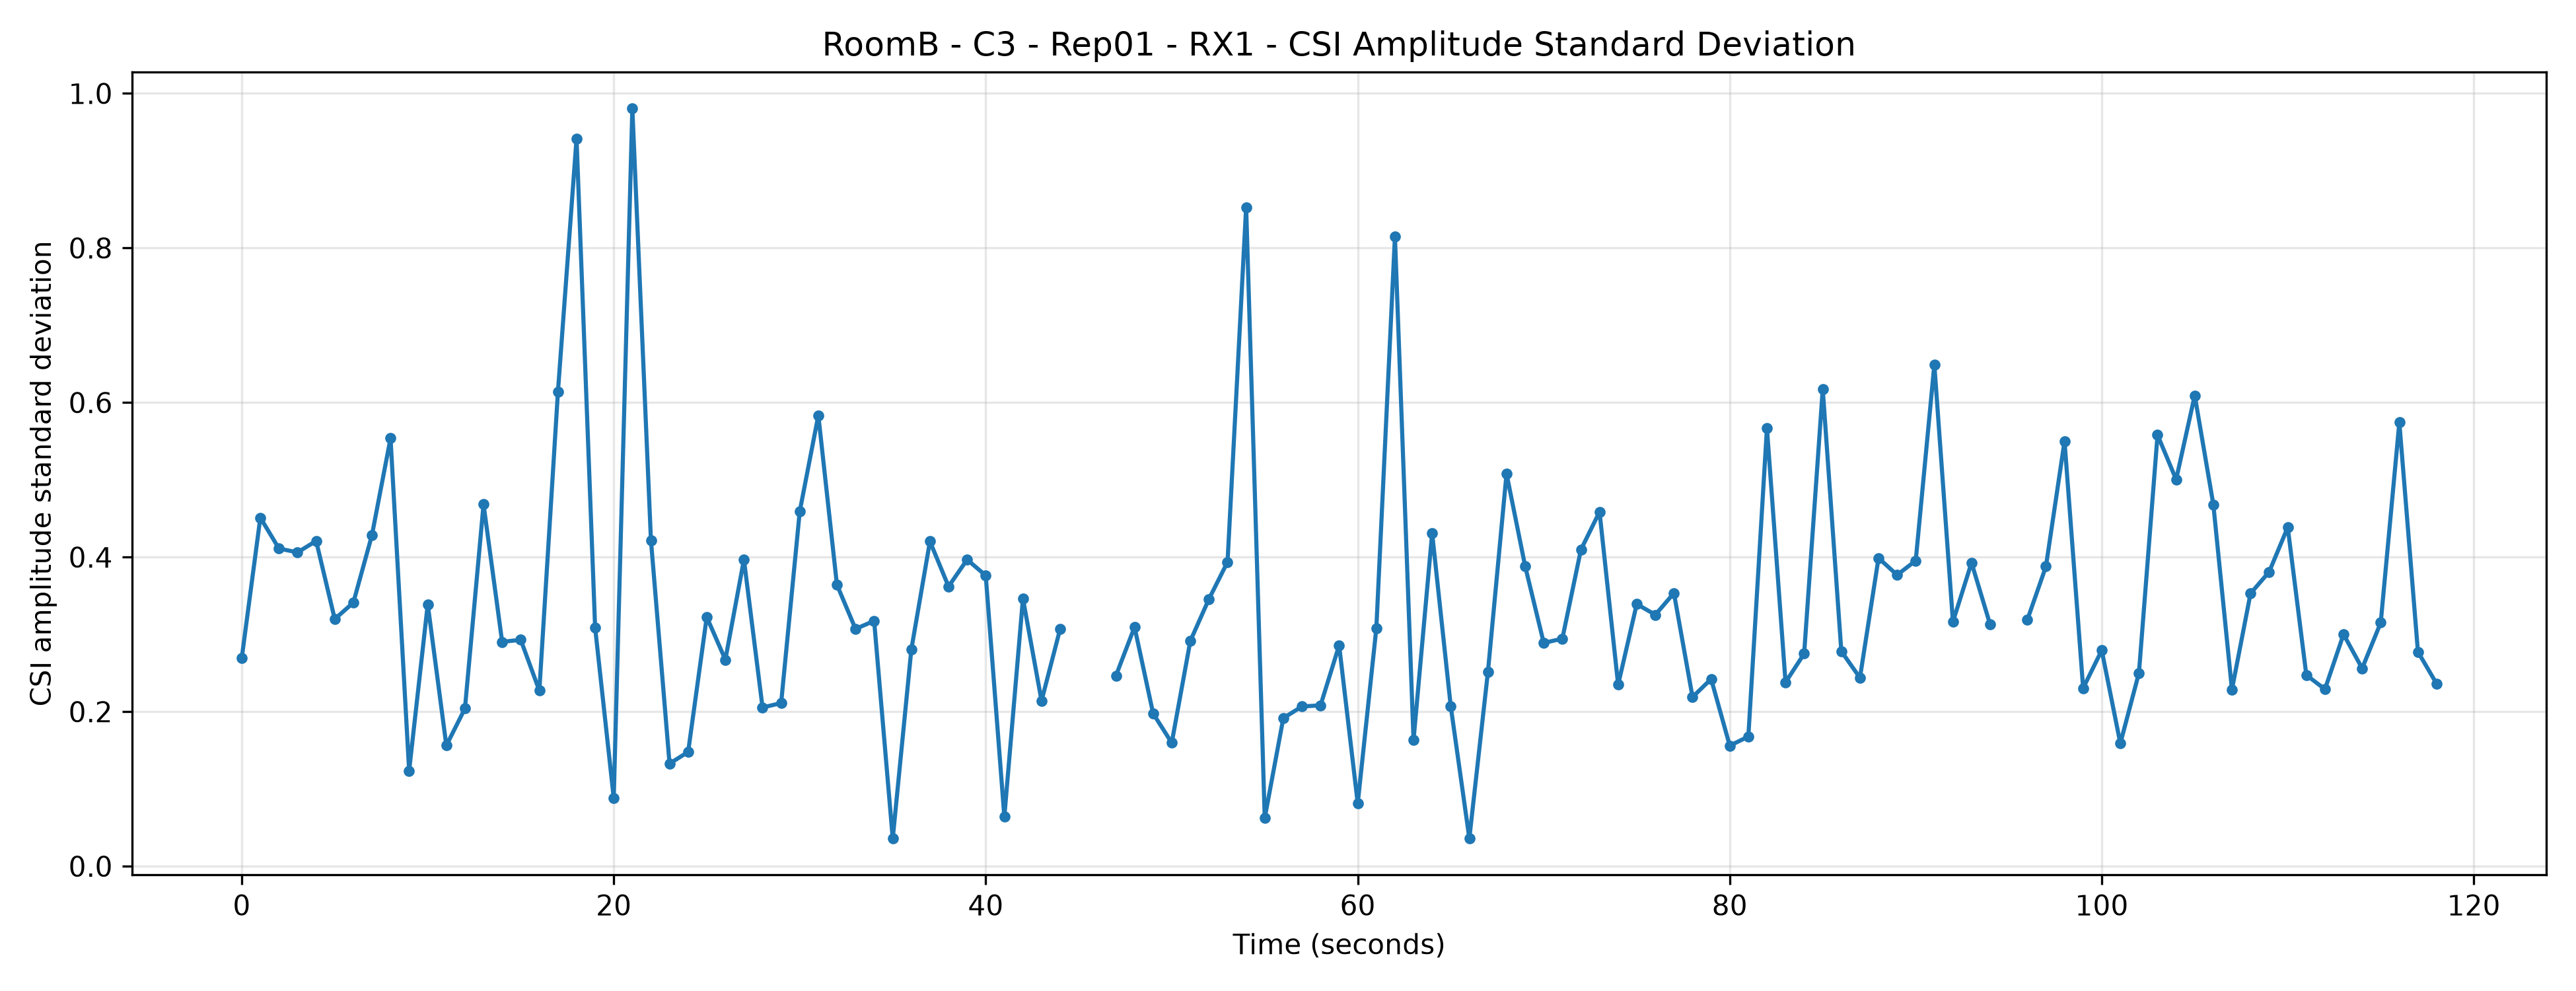 RoomB - C3 - Rep01 - RX1 - CSI Amplitude Standard Deviation
CSI amplitude standard deviation
1.0
0.8
0.6
0.4
0.2
0.0
0 20 40 60 80 100 120
Time (seconds)